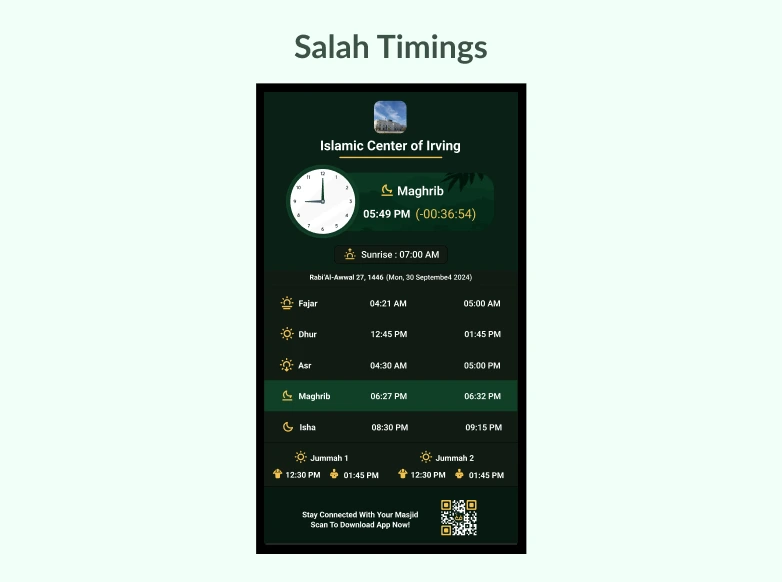 Salah Timings
Islamic Center of Irving
12
1
2
3
4
5
6
7
8
9
10
11
Maghrib
05:49 PM (-00:36:54)
Sunrise : 07:00 AM
Rabi'Al-Awwal 27, 1446 (Mon, 30 Septembe4 2024)
Fajar 04:21 AM 05:00 AM
Dhur 12:45 PM 01:45 PM
Asr 04:30 AM 05:00 PM
Maghrib 06:27 PM 06:32 PM
Isha 08:30 PM 09:15 PM
Jummah 1 Jummah 2
12:30 PM 01:45 PM 12:30 PM 01:45 PM
Stay Connected With Your Masjid
Scan To Download App Now!